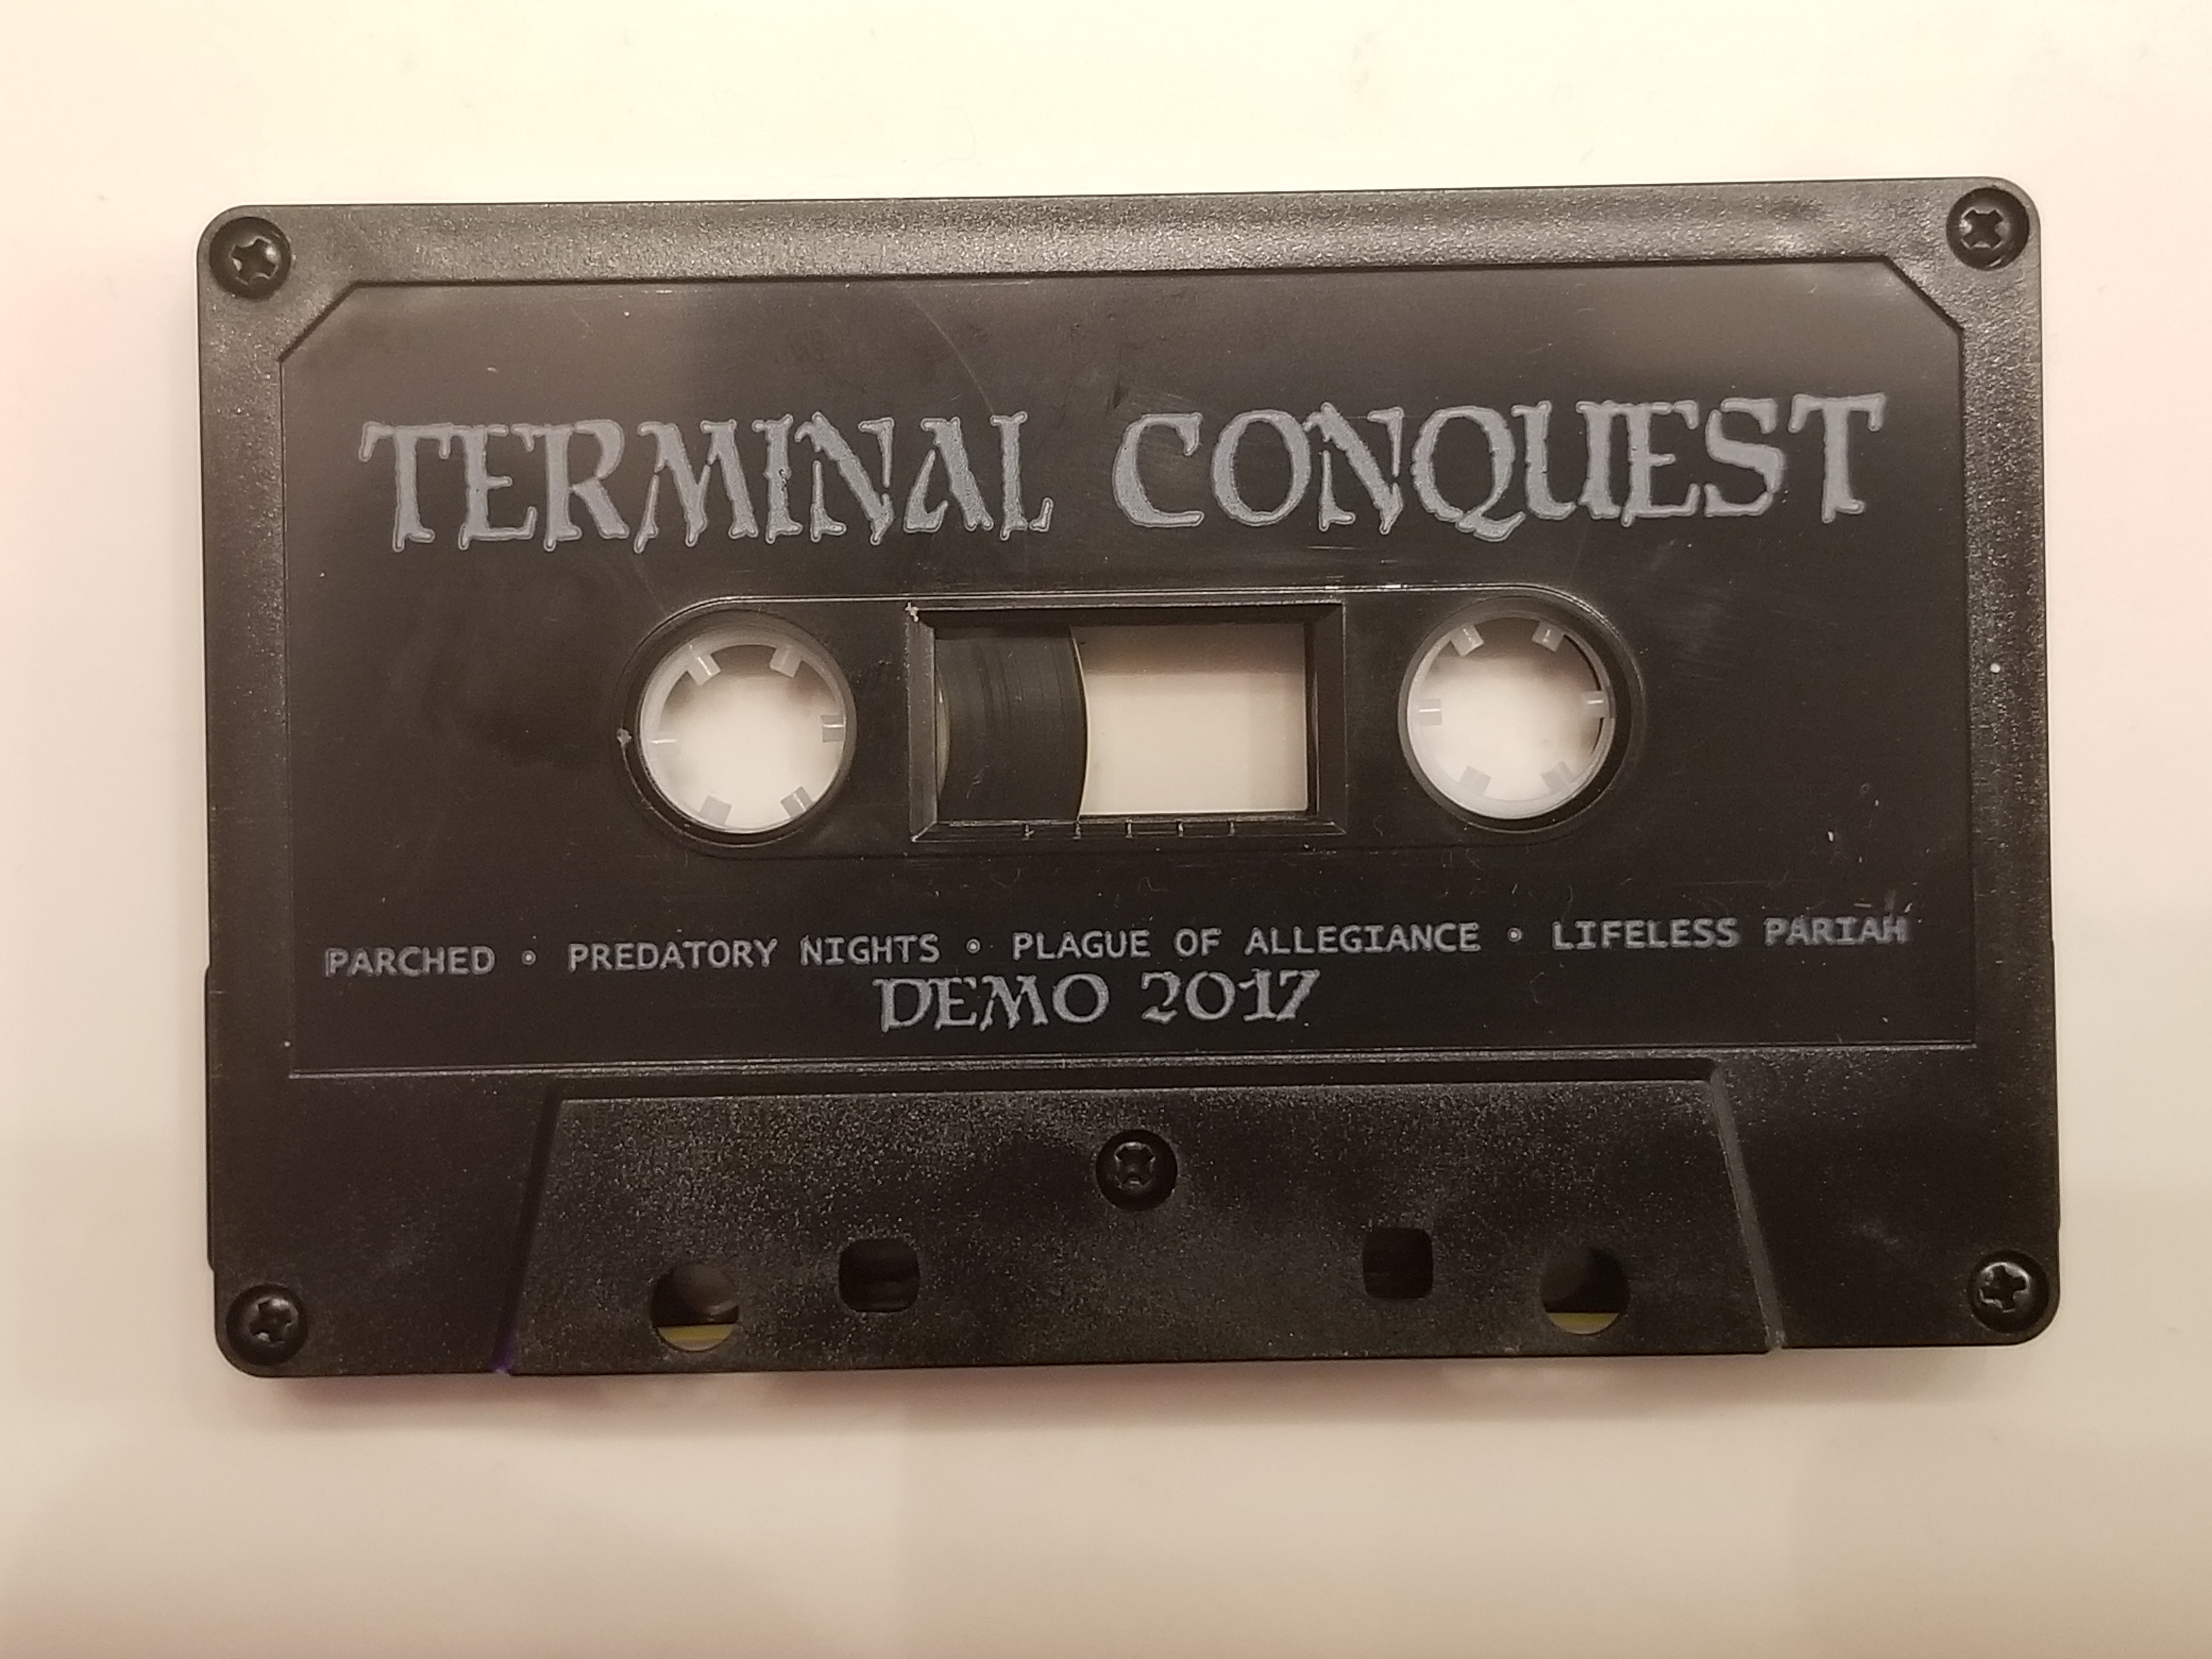 TERMINAL CONQUEST
PARCHED • PREDATORY NIGHTS • PLAGUE OF ALLEGIANCE • LIFELESS PARIAH
DEMO 2017